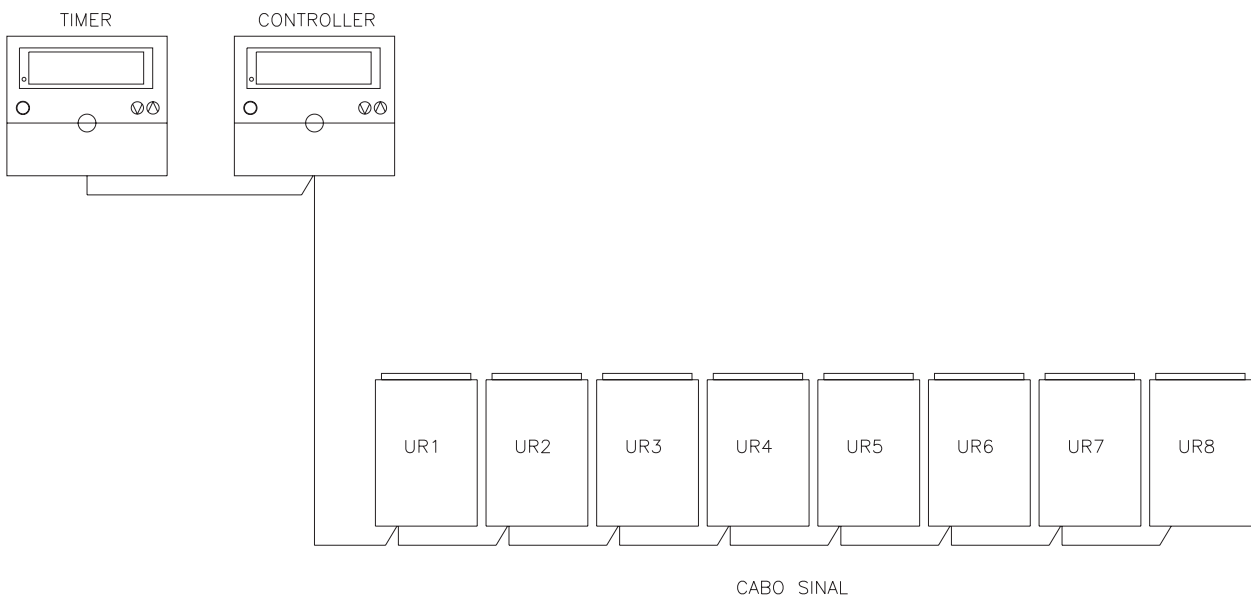 TIMER
CONTROLLER
UR1
UR2
UR3
UR4
UR5
UR6
UR7
UR8
CABO SINAL